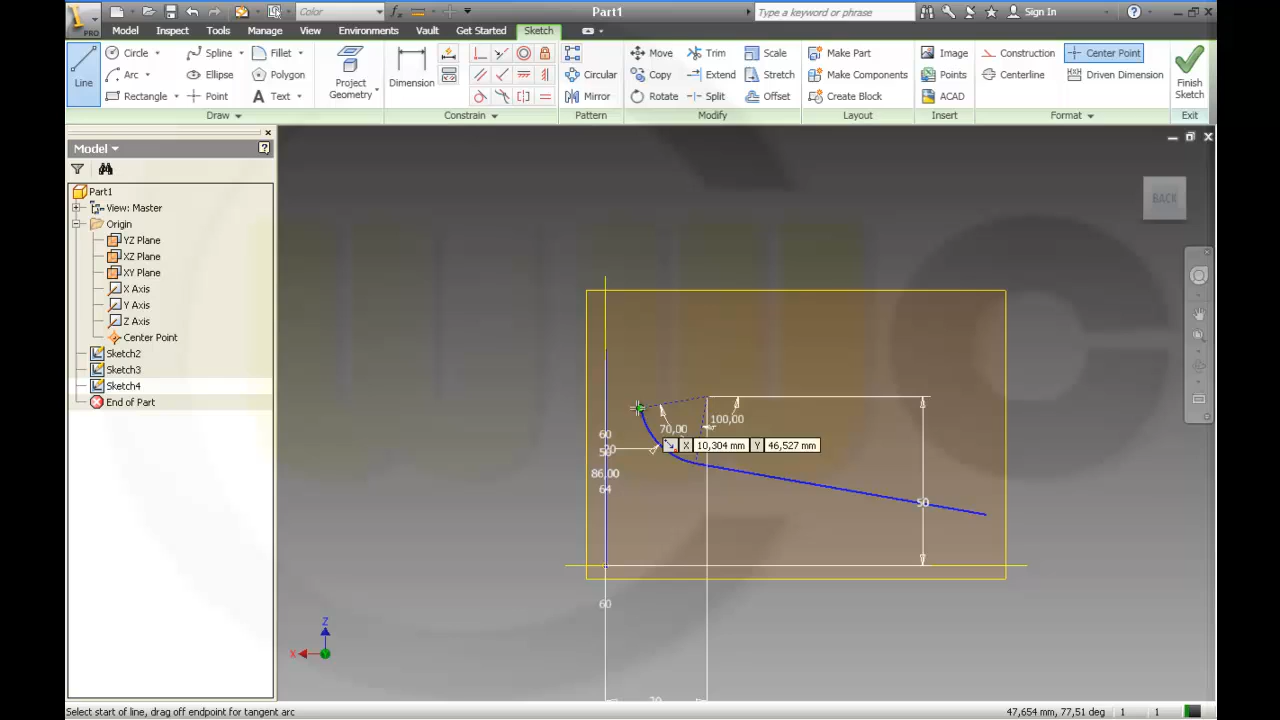 Color
Part1
Type a keyword or phrase
Sign In
PRO
Model Inspect Tools Manage View Environments Vault Get Started Sketch
Line
Circle
Arc
Rectangle
Spline
Ellipse
Point
Fillet
Polygon
Text
Project
Geometry
Dimension
Circular
Mirror
Move
Copy
Rotate
Trim
Extend
Split
Scale
Stretch
Offset
Make Part
Make Components
Create Block
Image
Points
ACAD
Construction
Centerline
Center Point
Driven Dimension
Finish
Sketch
Draw
Constrain
Pattern
Modify
Layout
Insert
Format
Exit
Model
Part1
View: Master
Origin
YZ Plane
XZ Plane
XY Plane
X Axis
Y Axis
Z Axis
Center Point
Sketch2
Sketch3
Sketch4
End of Part
BACK
100,00
70,00
60
50
X 10,304 mm Y 46,527 mm
86,00
64
50
60
Z
X
Select start of line, drag off endpoint for tangent arc
47,654 mm, 77,51 deg 1 1